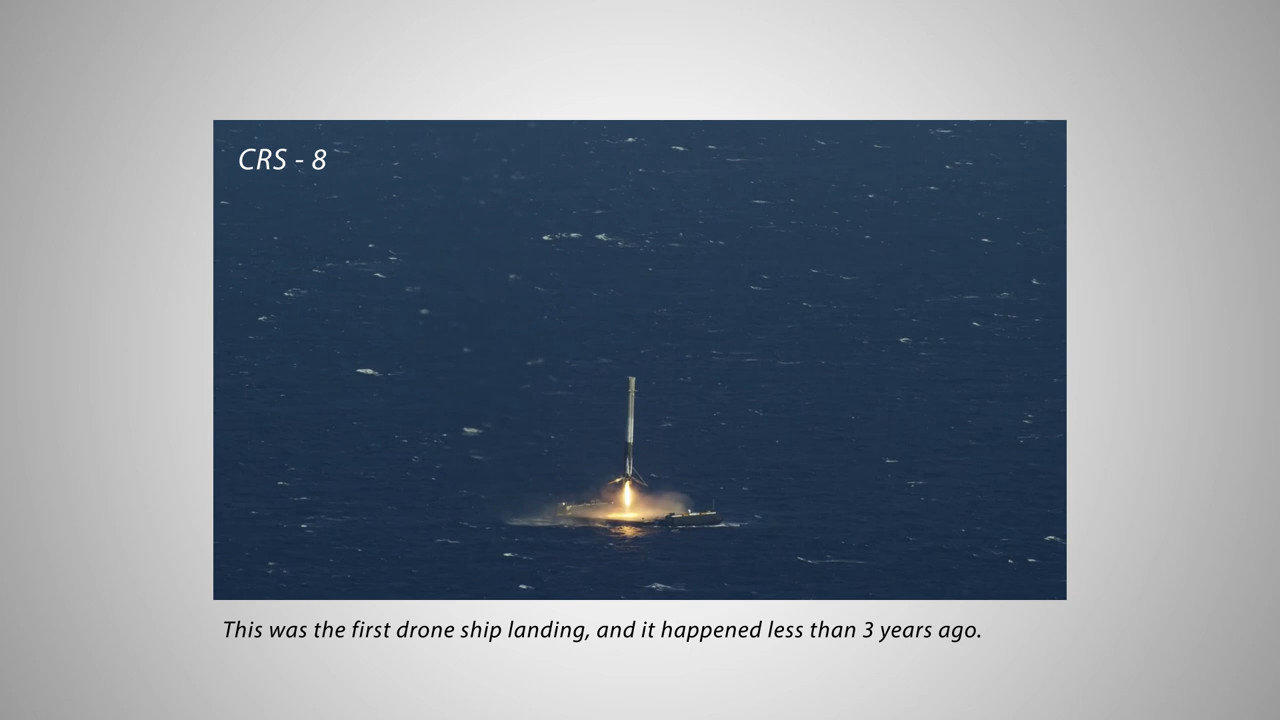 CRS - 8
This was the first drone ship landing, and it happened less than 3 years ago.